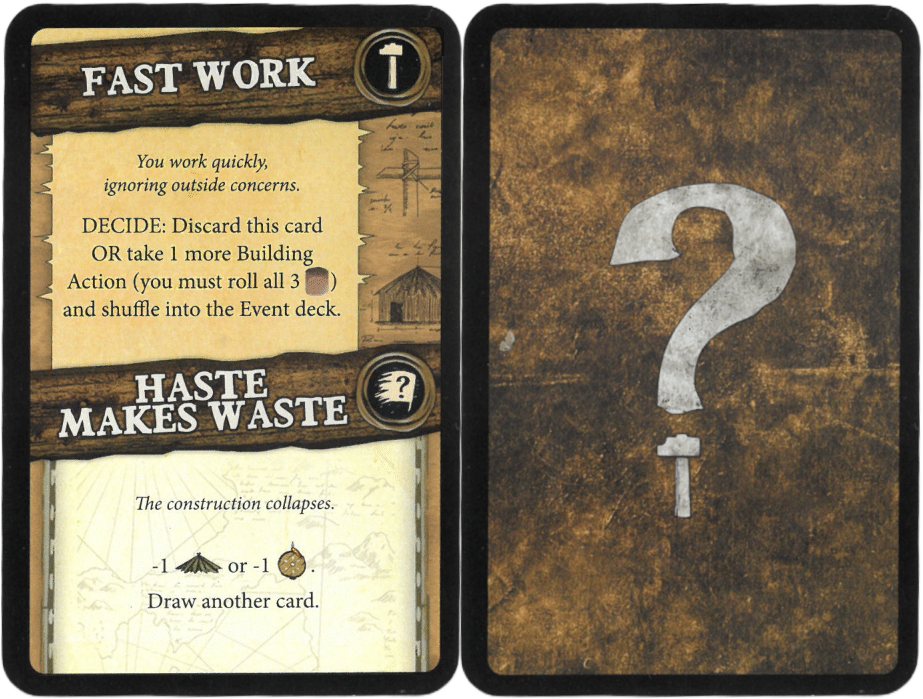 FAST WORK
You work quickly,
ignoring outside concerns.
DECIDE: Discard this card
OR take 1 more Building
Action (you must roll all 3 )
and shuffle into the Event deck.
HASTE
MAKES WASTE
?
The construction collapses.
-1 or -1 .
Draw another card.
?